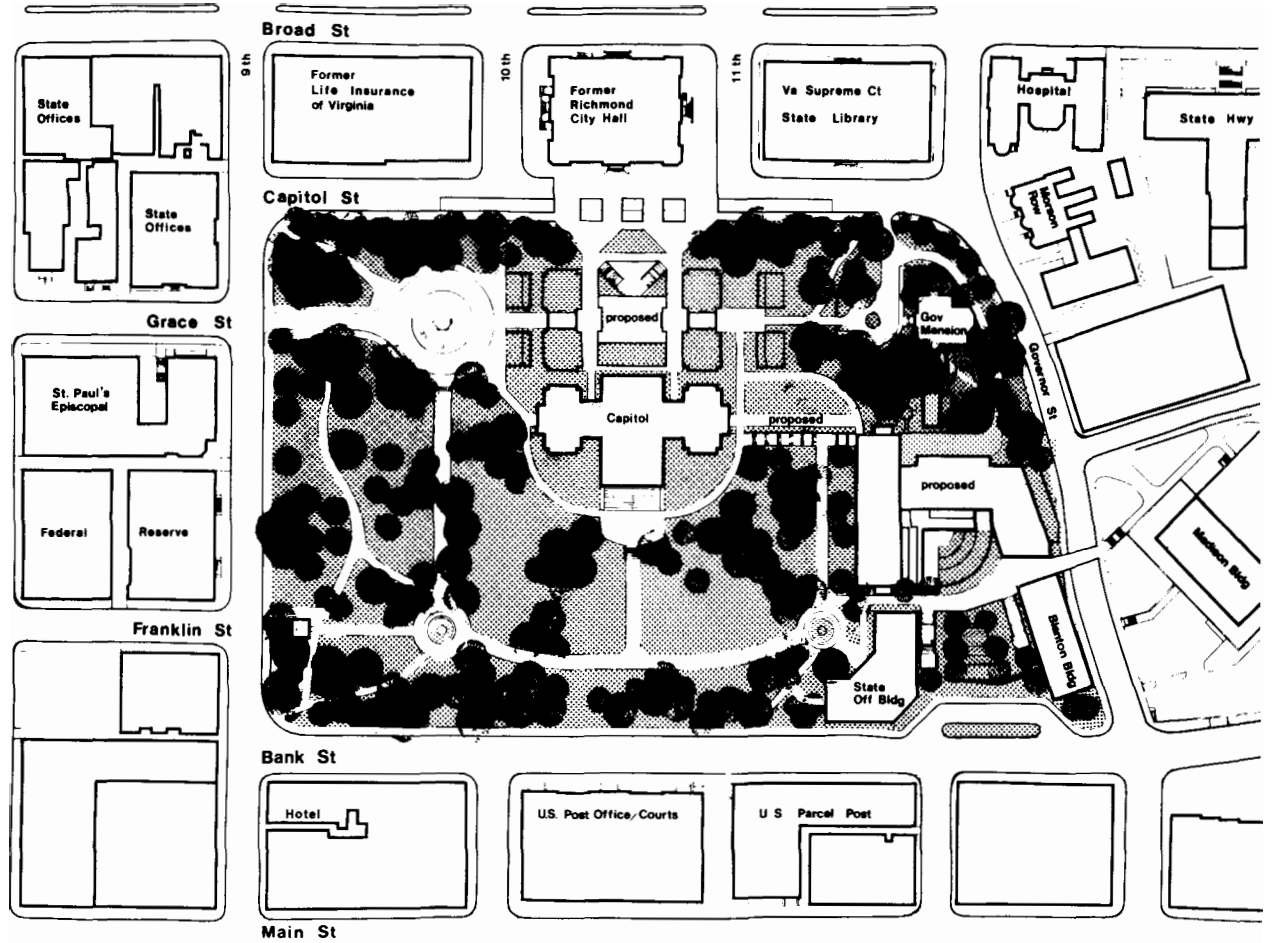 Broad St
9th
10th
11th
Former
Life Insurance
of Virginia
Former
Richmond
City Hall
Va Supreme Ct
State Library
Hospital
State Hwy
State
Offices
State
Offices
Morson
Row
Capitol St
Grace St
proposed
Gov
Mansion
Governor St
St. Paul's
Episcopal
Capitol
proposed
proposed
Federal
Reserve
Madison Bldg
Franklin St
Blanton Bldg
State
Off Bldg
Bank St
Hotel
U.S. Post Office/Courts
U S Parcel Post
Main St